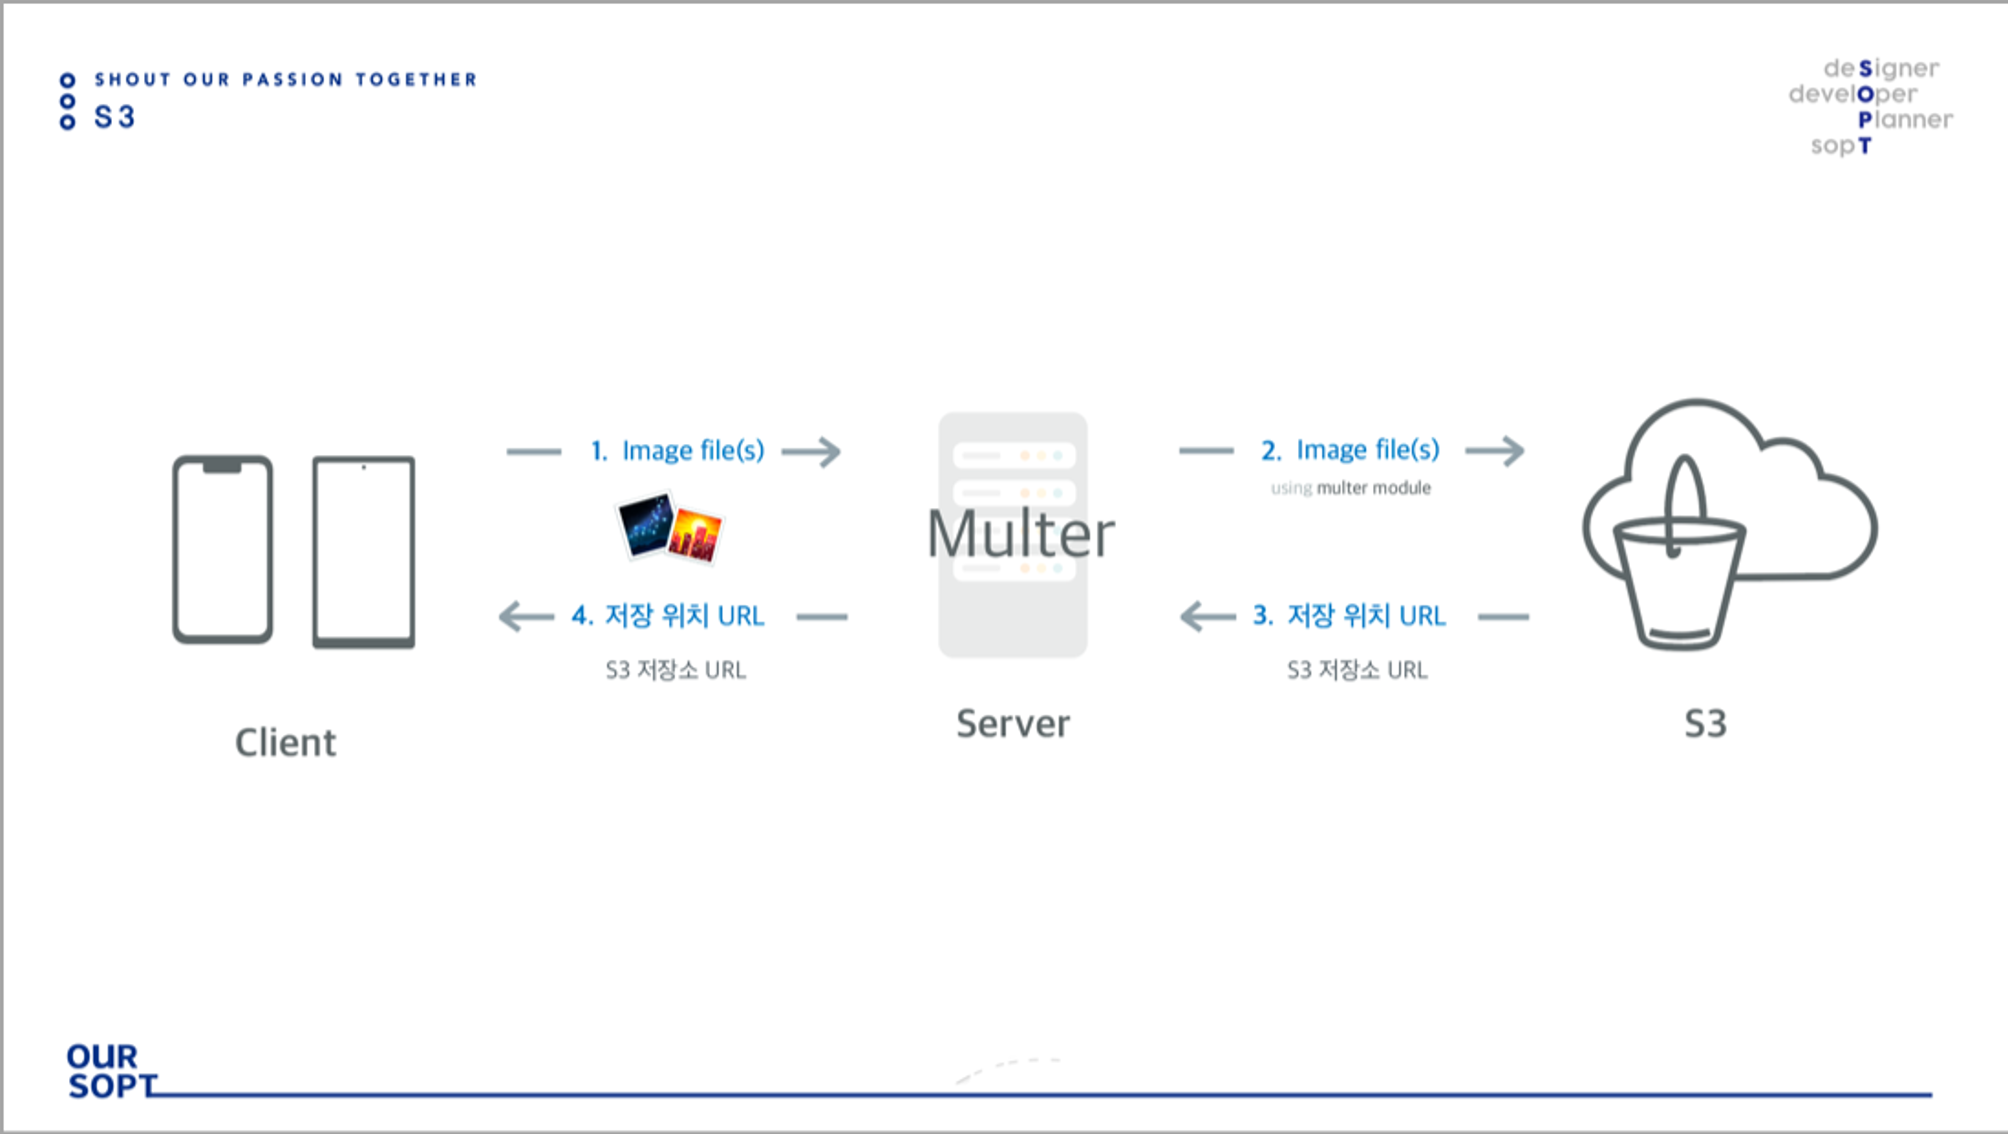 SHOUT OUR PASSION TOGETHER
S3
deSigner
develOper
Planner
sopT
1. Image file(s)
2. Image file(s)
using multer module
Multer
4. 저장 위치 URL
3. 저장 위치 URL
S3 저장소 URL
S3 저장소 URL
Client
Server
S3
OUR
SOPT